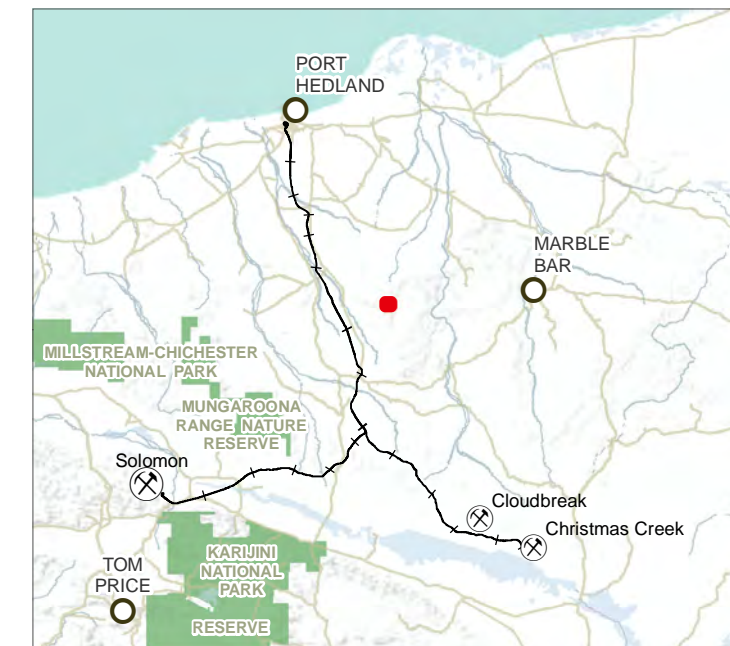 PORT
HEDLAND
MARBLE
BAR
MILLSTREAM-CHICHESTER
NATIONAL PARK
MUNGAROONA
RANGE NATURE
RESERVE
Solomon
Cloudbreak
Christmas Creek
KARIJINI
NATIONAL
PARK
TOM
PRICE
RESERVE